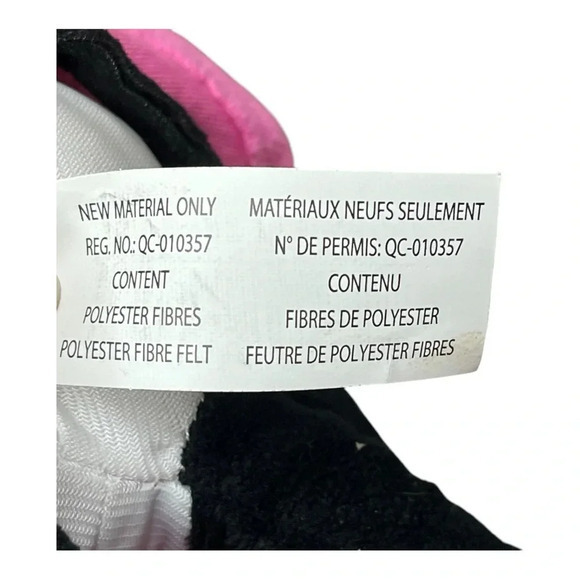 NEW MATERIAL ONLY
REG. NO.: QC-010357
CONTENT
POLYESTER FIBRES
POLYESTER FIBRE FELT
MATÉRIAUX NEUFS SEULEMENT
N° DE PERMIS: QC-010357
CONTENU
FIBRES DE POLYESTER
FEUTRE DE POLYESTER FIBRES